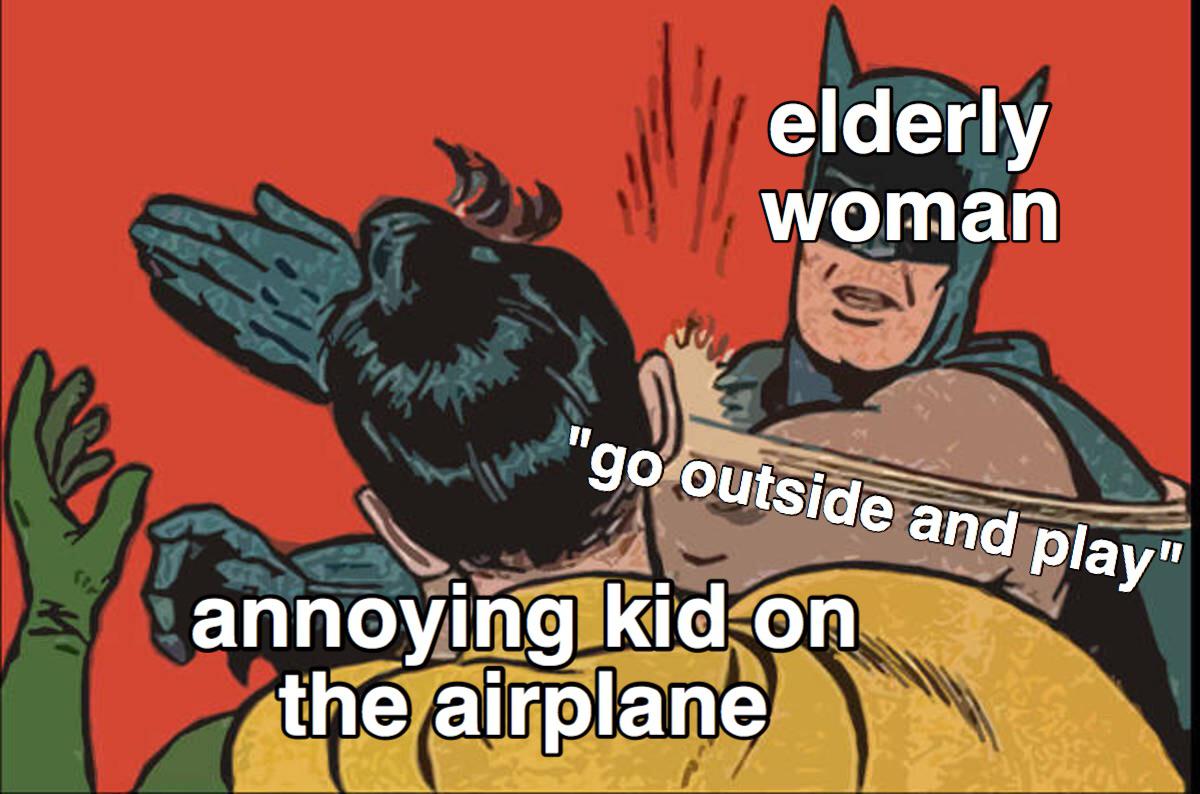 elderly
woman
"go outside and play"
annoying kid on
the airplane